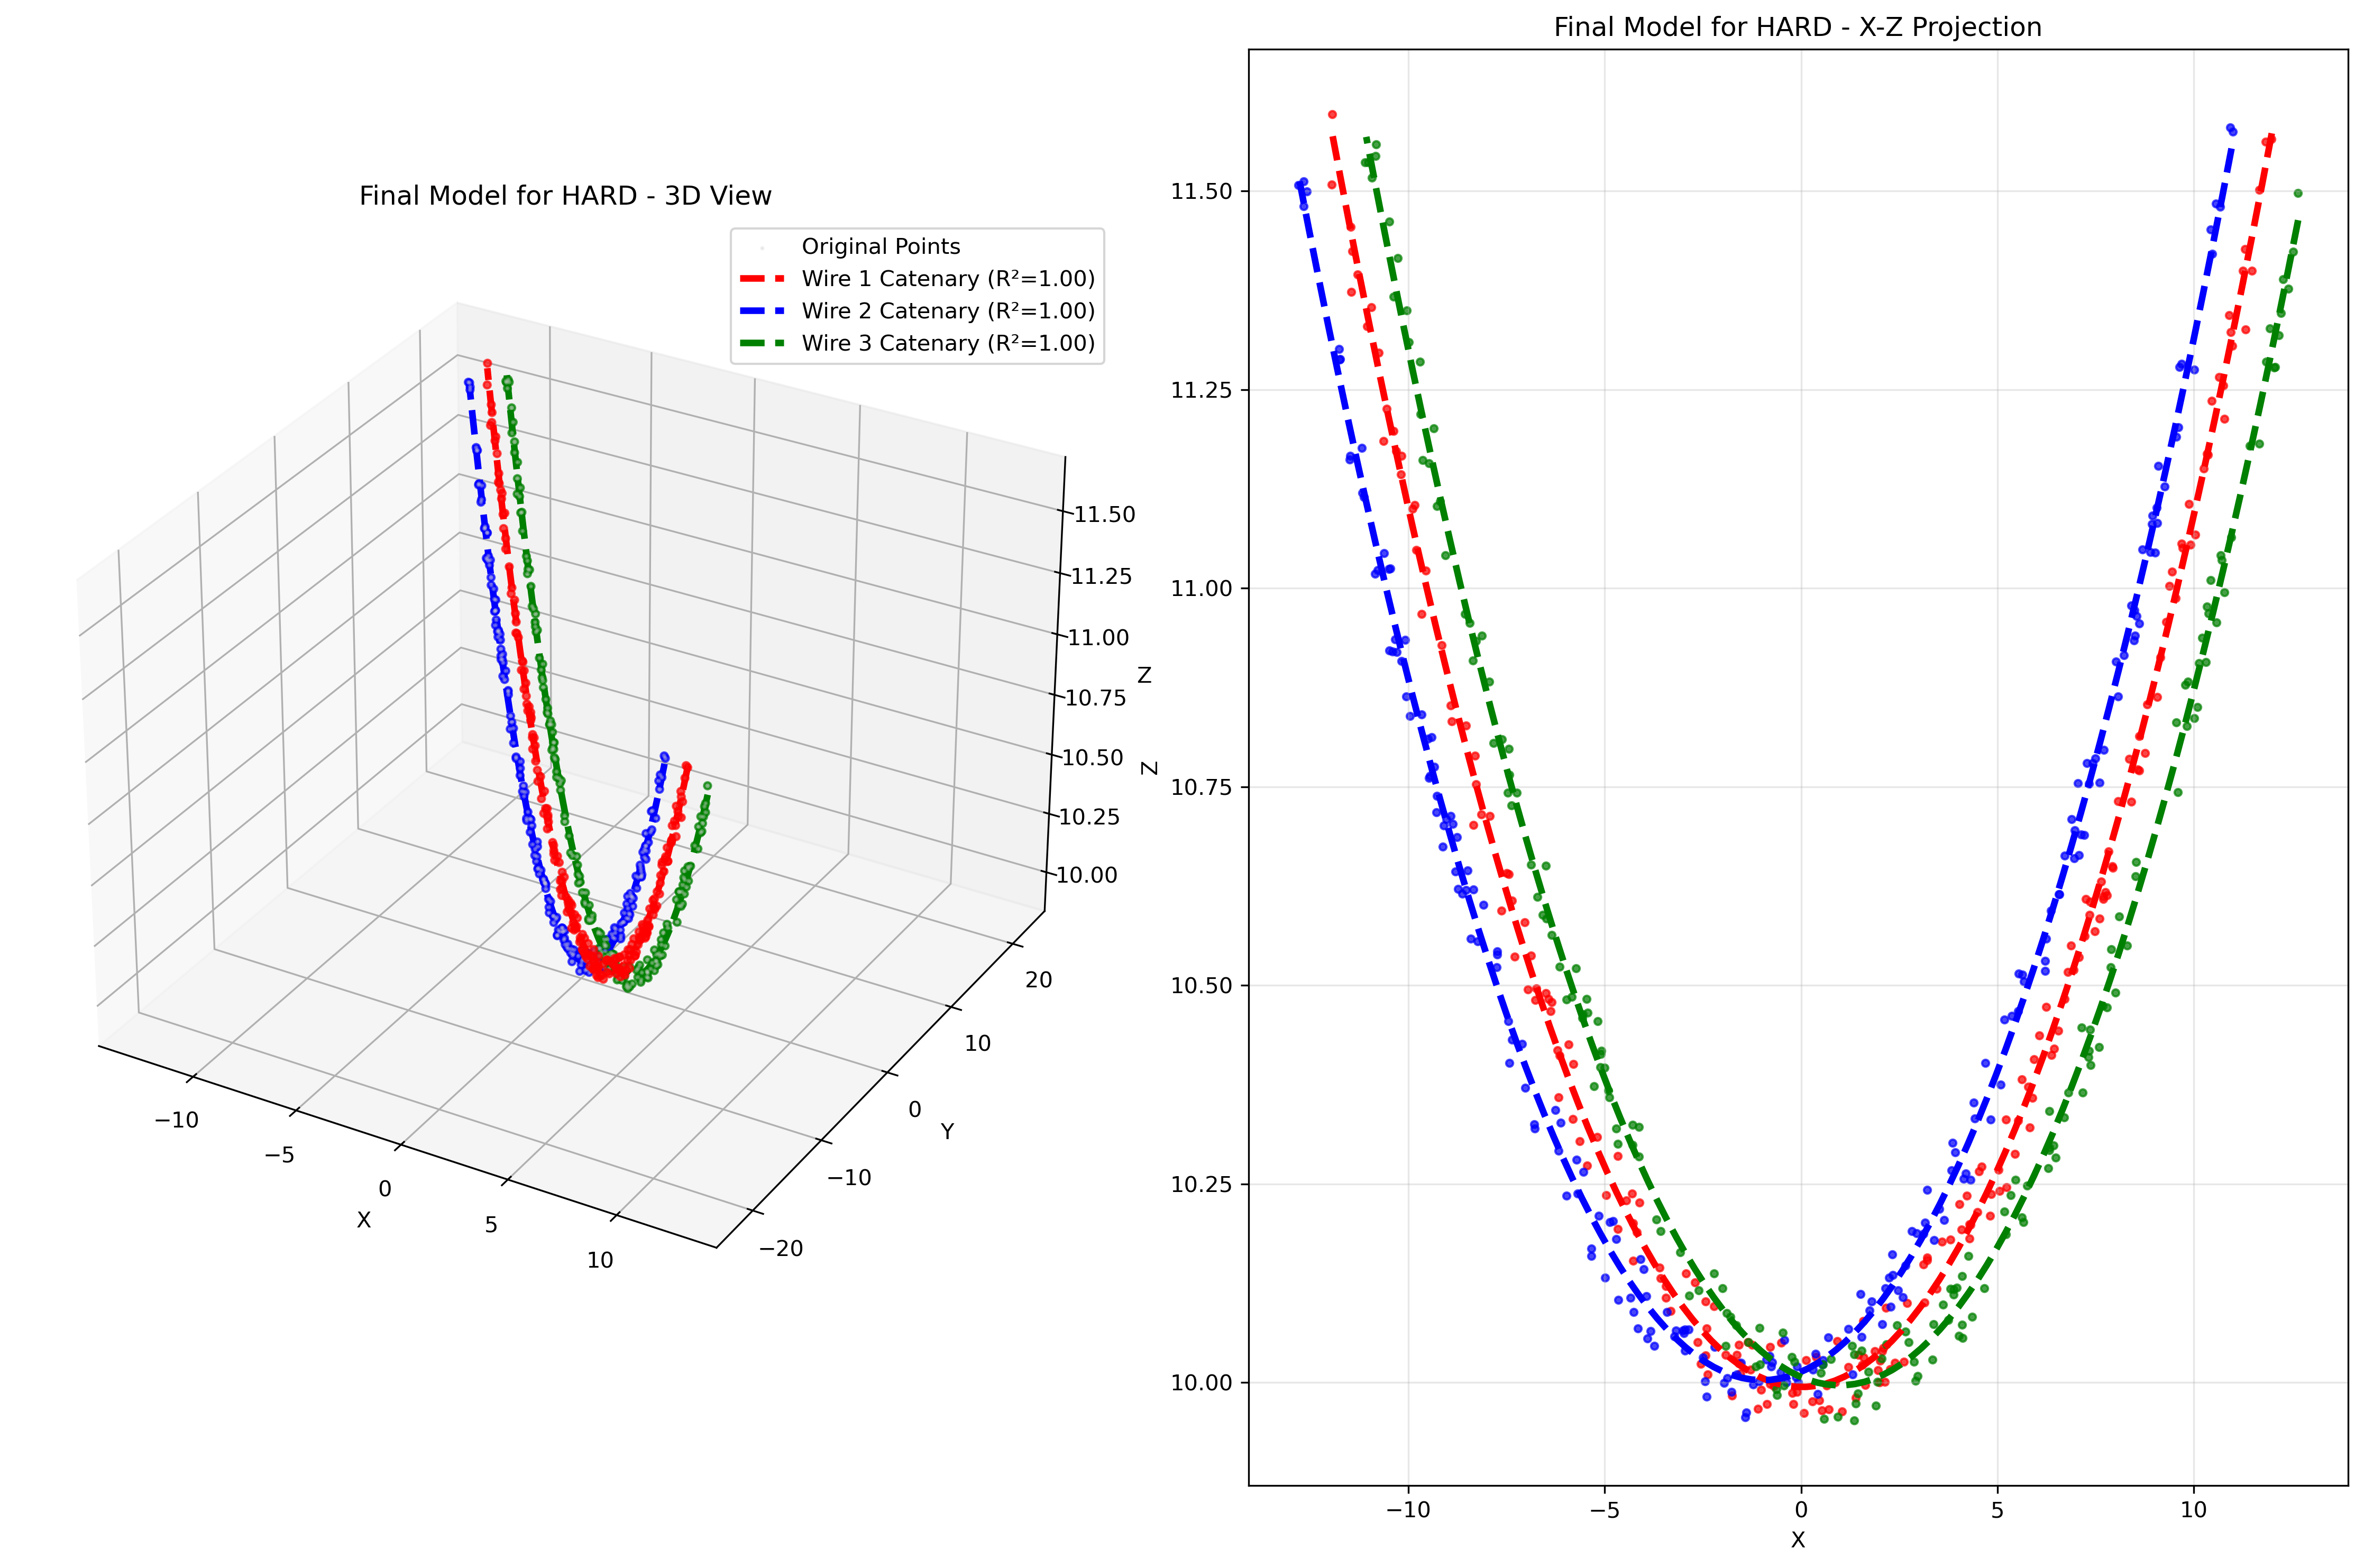 Final Model for HARD - 3D View
Original Points
Wire 1 Catenary (R²=1.00)
Wire 2 Catenary (R²=1.00)
Wire 3 Catenary (R²=1.00)
11.50
11.25
11.00
10.75
10.50
10.25
10.00
Z
20
10
0
−10
−20
Y
−10
−5
0
5
10
X
Final Model for HARD - X-Z Projection
11.50
11.25
11.00
10.75
10.50
10.25
10.00
Z
−10
−5
0
5
10
X